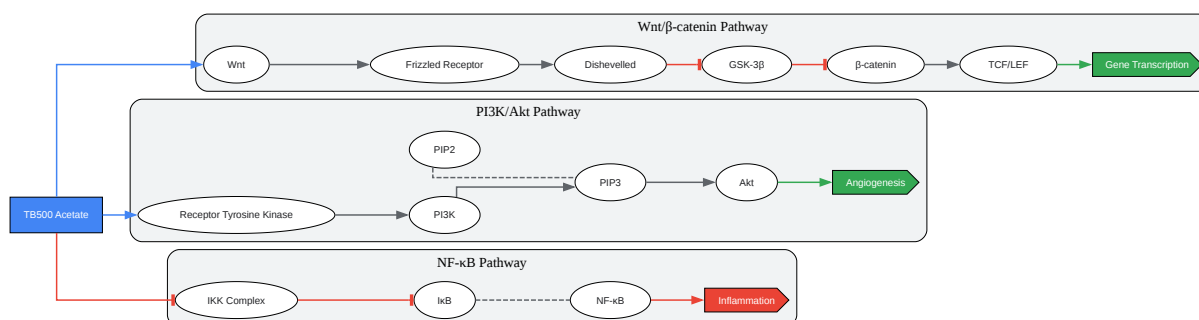 Wnt/β-catenin Pathway
Wnt
Frizzled Receptor
Dishevelled
GSK-3β
β-catenin
TCF/LEF
Gene Transcription
PI3K/Akt Pathway
PIP2
PIP3
Akt
Angiogenesis
TB500 Acetate
Receptor Tyrosine Kinase
PI3K
NF-κB Pathway
IKK Complex
IκB
NF-κB
Inflammation